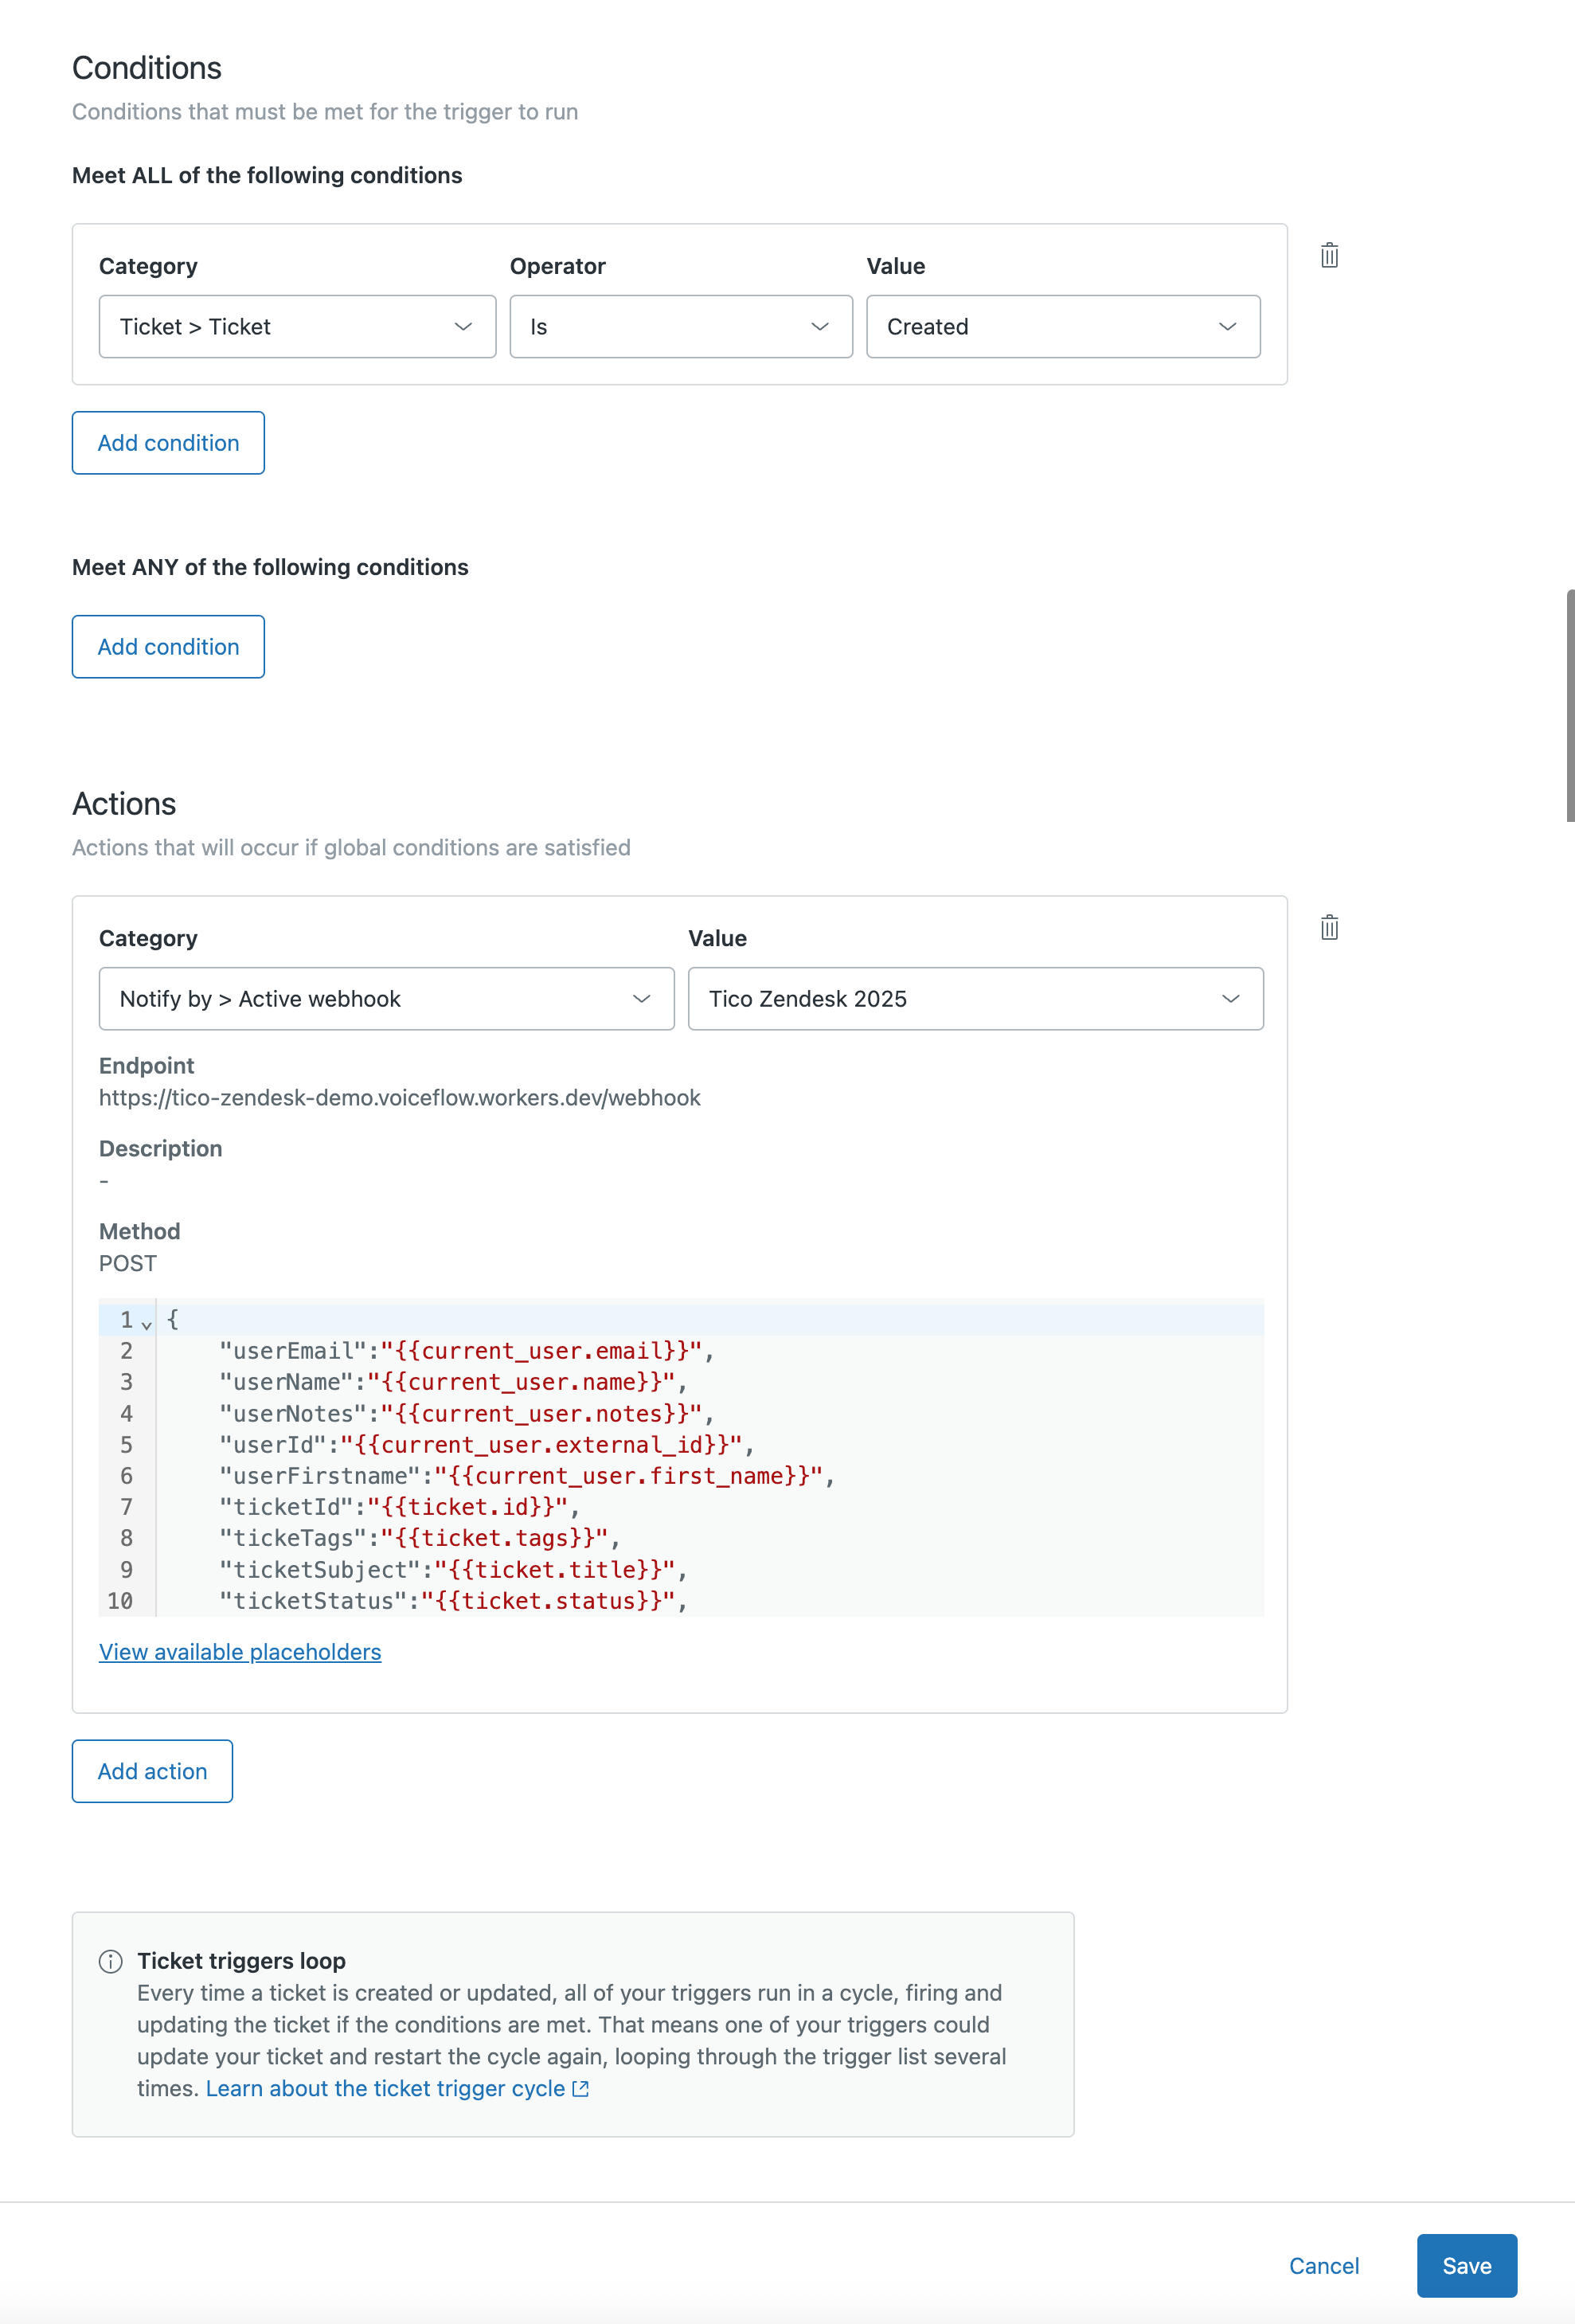 Conditions
Conditions that must be met for the trigger to run
Meet ALL of the following conditions
Category Operator Value
Ticket > Ticket Is Created
Add condition
Meet ANY of the following conditions
Add condition
Actions
Actions that will occur if global conditions are satisfied
Category Value
Notify by > Active webhook Tico Zendesk 2025
Endpoint
https://tico-zendesk-demo.voiceflow.workers.dev/webhook
Description
-
Method
POST
1 {
2 "userEmail":"{{current_user.email}}",
3 "userName":"{{current_user.name}}",
4 "userNotes":"{{current_user.notes}}",
5 "userId":"{{current_user.external_id}}",
6 "userFirstname":"{{current_user.first_name}}",
7 "ticketId":"{{ticket.id}}",
8 "tickeTags":"{{ticket.tags}}",
9 "ticketSubject":"{{ticket.title}}",
10 "ticketStatus":"{{ticket.status}}",
View available placeholders
Add action
Ticket triggers loop
Every time a ticket is created or updated, all of your triggers run in a cycle, firing and
updating the ticket if the conditions are met. That means one of your triggers could
update your ticket and restart the cycle again, looping through the trigger list several
times. Learn about the ticket trigger cycle
Cancel Save